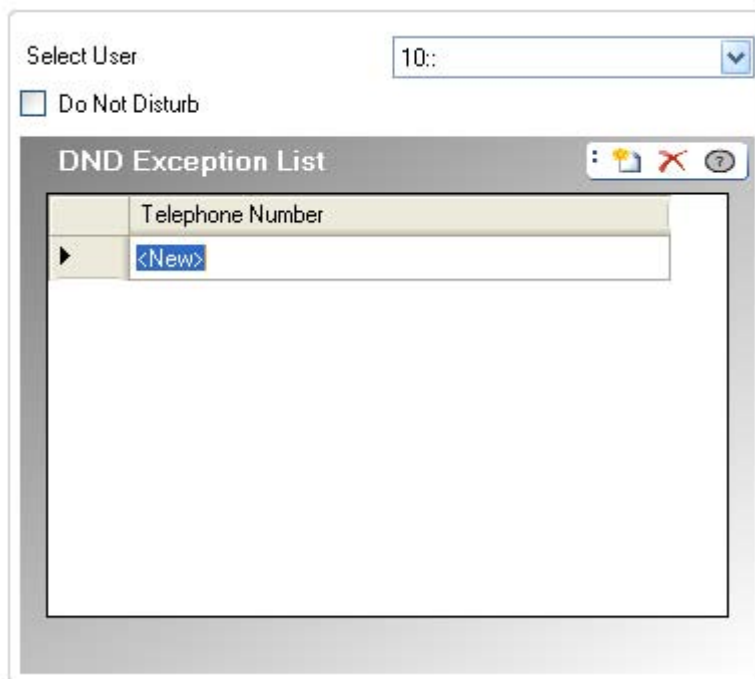 Select User 10::
Do Not Disturb
DND Exception List
Telephone Number
<New>